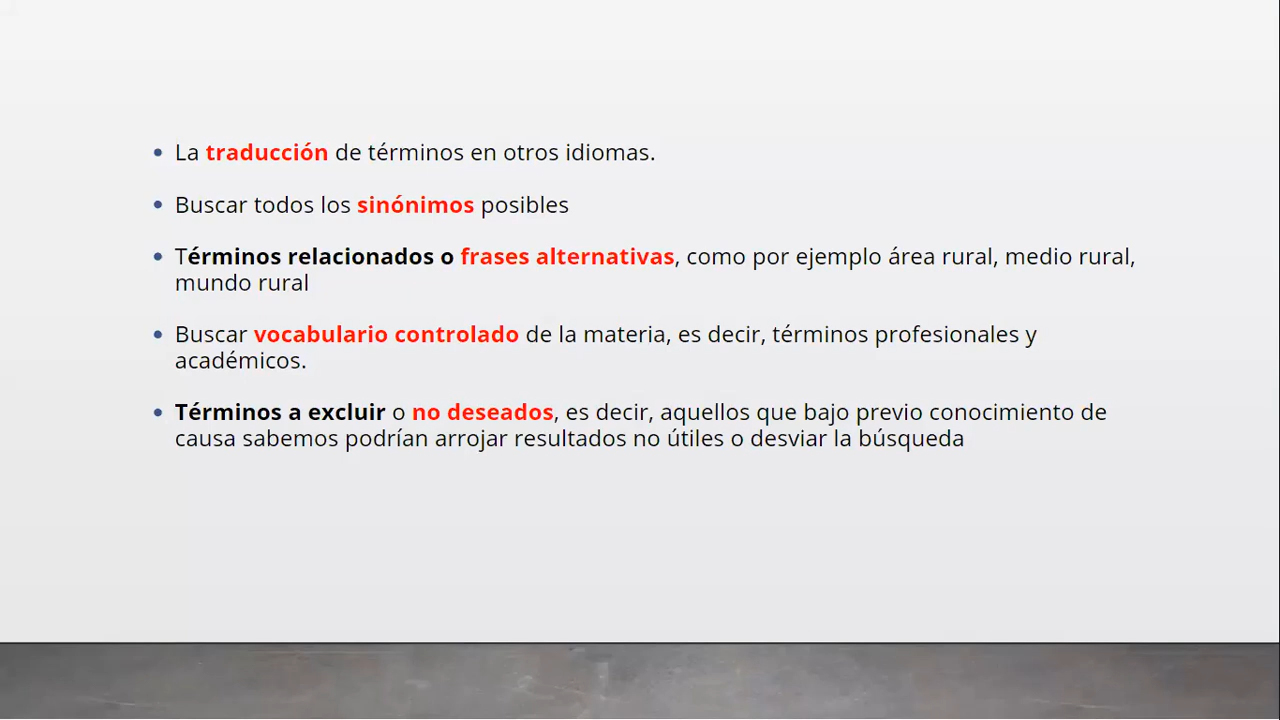 • La traducción de términos en otros idiomas.
• Buscar todos los sinónimos posibles
• Términos relacionados o frases alternativas, como por ejemplo área rural, medio rural,
mundo rural
• Buscar vocabulario controlado de la materia, es decir, términos profesionales y
académicos.
• Términos a excluir o no deseados, es decir, aquellos que bajo previo conocimiento de
causa sabemos podrían arrojar resultados no útiles o desviar la búsqueda